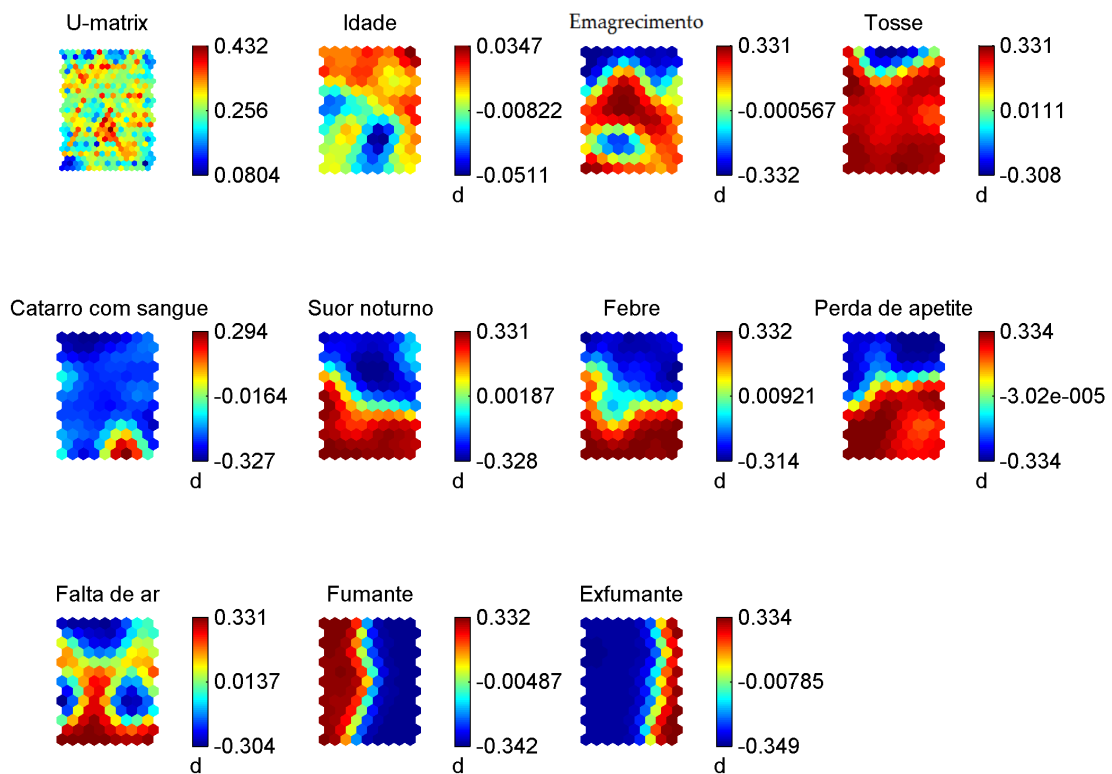 U-matrix
0.432
0.256
0.0804
Idade
0.0347
-0.00822
-0.0511
d
Emagrecimento
0.331
-0.000567
-0.332
d
Tosse
0.331
0.0111
-0.308
d
Catarro com sangue
0.294
-0.0164
-0.327
d
Suor noturno
0.331
0.00187
-0.328
d
Febre
0.332
0.00921
-0.314
d
Perda de apetite
0.334
-3.02e-005
-0.334
d
Falta de ar
0.331
0.0137
-0.304
d
Fumante
0.332
-0.00487
-0.342
d
Exfumante
0.334
-0.00785
-0.349
d